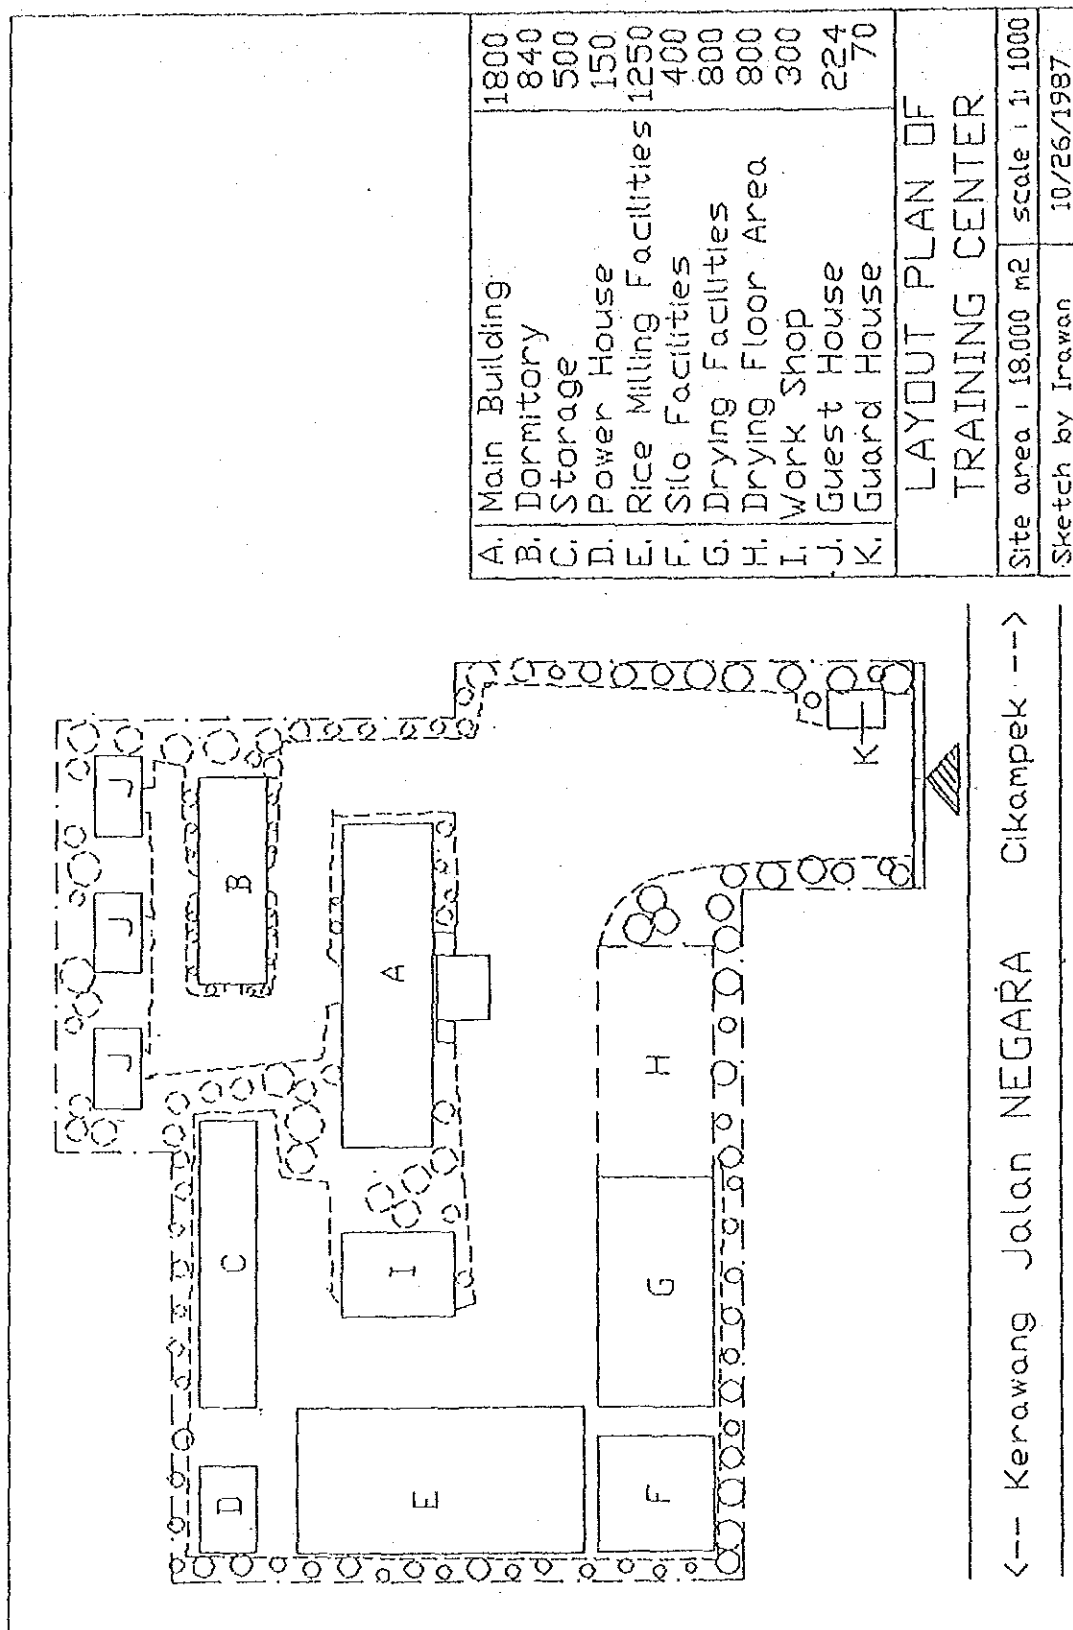 J
J
J
B
C
A
D
I
E
H
G
F
K
<--- Kerawang Jalan NEGARA Cikampek --->
A. Main Building 1800
B. Dormitory 840
C. Storage 500
D. Power House 150
E. Rice Milling Facilities 1250
F. Silo Facilities 400
G. Drying Facilities 800
H. Drying Floor Area 800
I. Work Shop 300
J. Guest House 224
K. Guard House 70
LAYOUT PLAN OF
TRAINING CENTER
Site area : 18.000 m2 scale : 1: 1000
Sketch by Irawan 10/26/1987